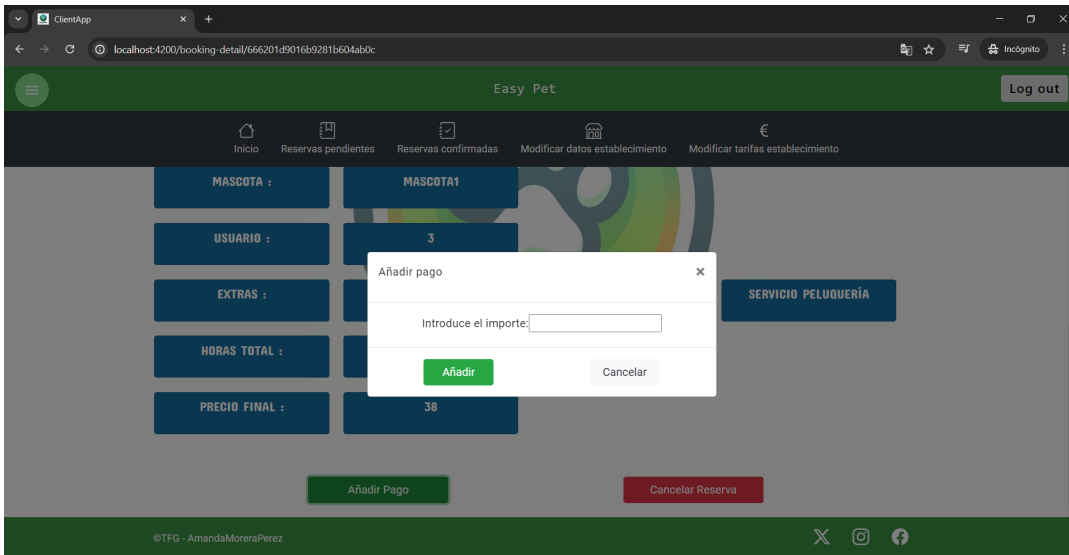 ClientApp
localhost:4200/booking-detail/666201d9016b9281b604ab0c
Incógnito
Easy Pet
Log out
Inicio
Reservas pendientes
Reservas confirmadas
Modificar datos establecimiento
€
Modificar tarifas establecimiento
MASCOTA :
MASCOTA1
USUARIO :
3
Añadir pago
EXTRAS :
SERVICIO PELUQUERÍA
Introduce el importe:
HORAS TOTAL :
Añadir
Cancelar
PRECIO FINAL :
38
Añadir Pago
Cancelar Reserva
©TFG - AmandaMoreraPerez